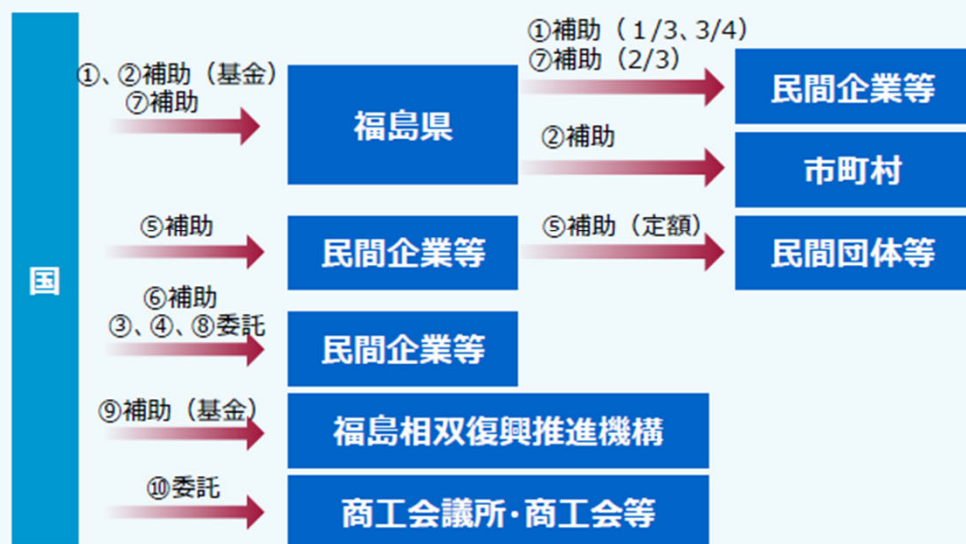 国
①、②補助（基金）
⑦補助
福島県
①補助（１/3、3/4）
⑦補助（2/3）
民間企業等
②補助
市町村
⑤補助
民間企業等
⑤補助（定額）
民間団体等
⑥補助
③、④、⑧委託
民間企業等
⑨補助（基金）
福島相双復興推進機構
⑩委託
商工会議所・商工会等